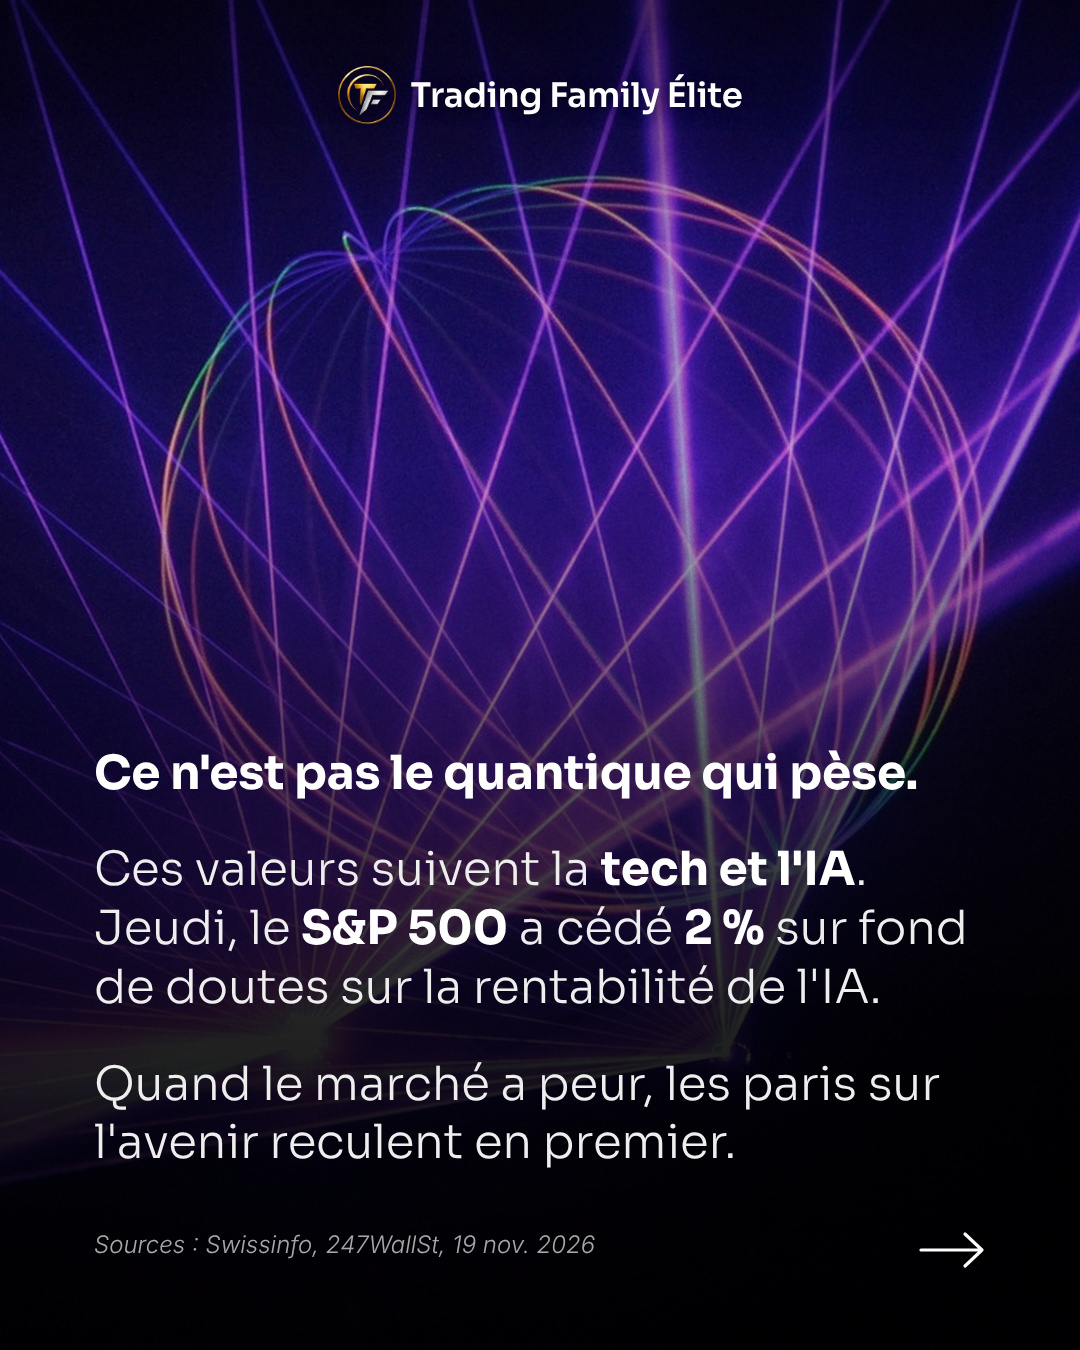 TF
Trading Family Élite
Ce n'est pas le quantique qui pèse.
Ces valeurs suivent la tech et l'IA.
Jeudi, le S&P 500 a cédé 2 % sur fond
de doutes sur la rentabilité de l'IA.
Quand le marché a peur, les paris sur
l'avenir reculent en premier.
Sources : Swissinfo, 247WallSt, 19 nov. 2026